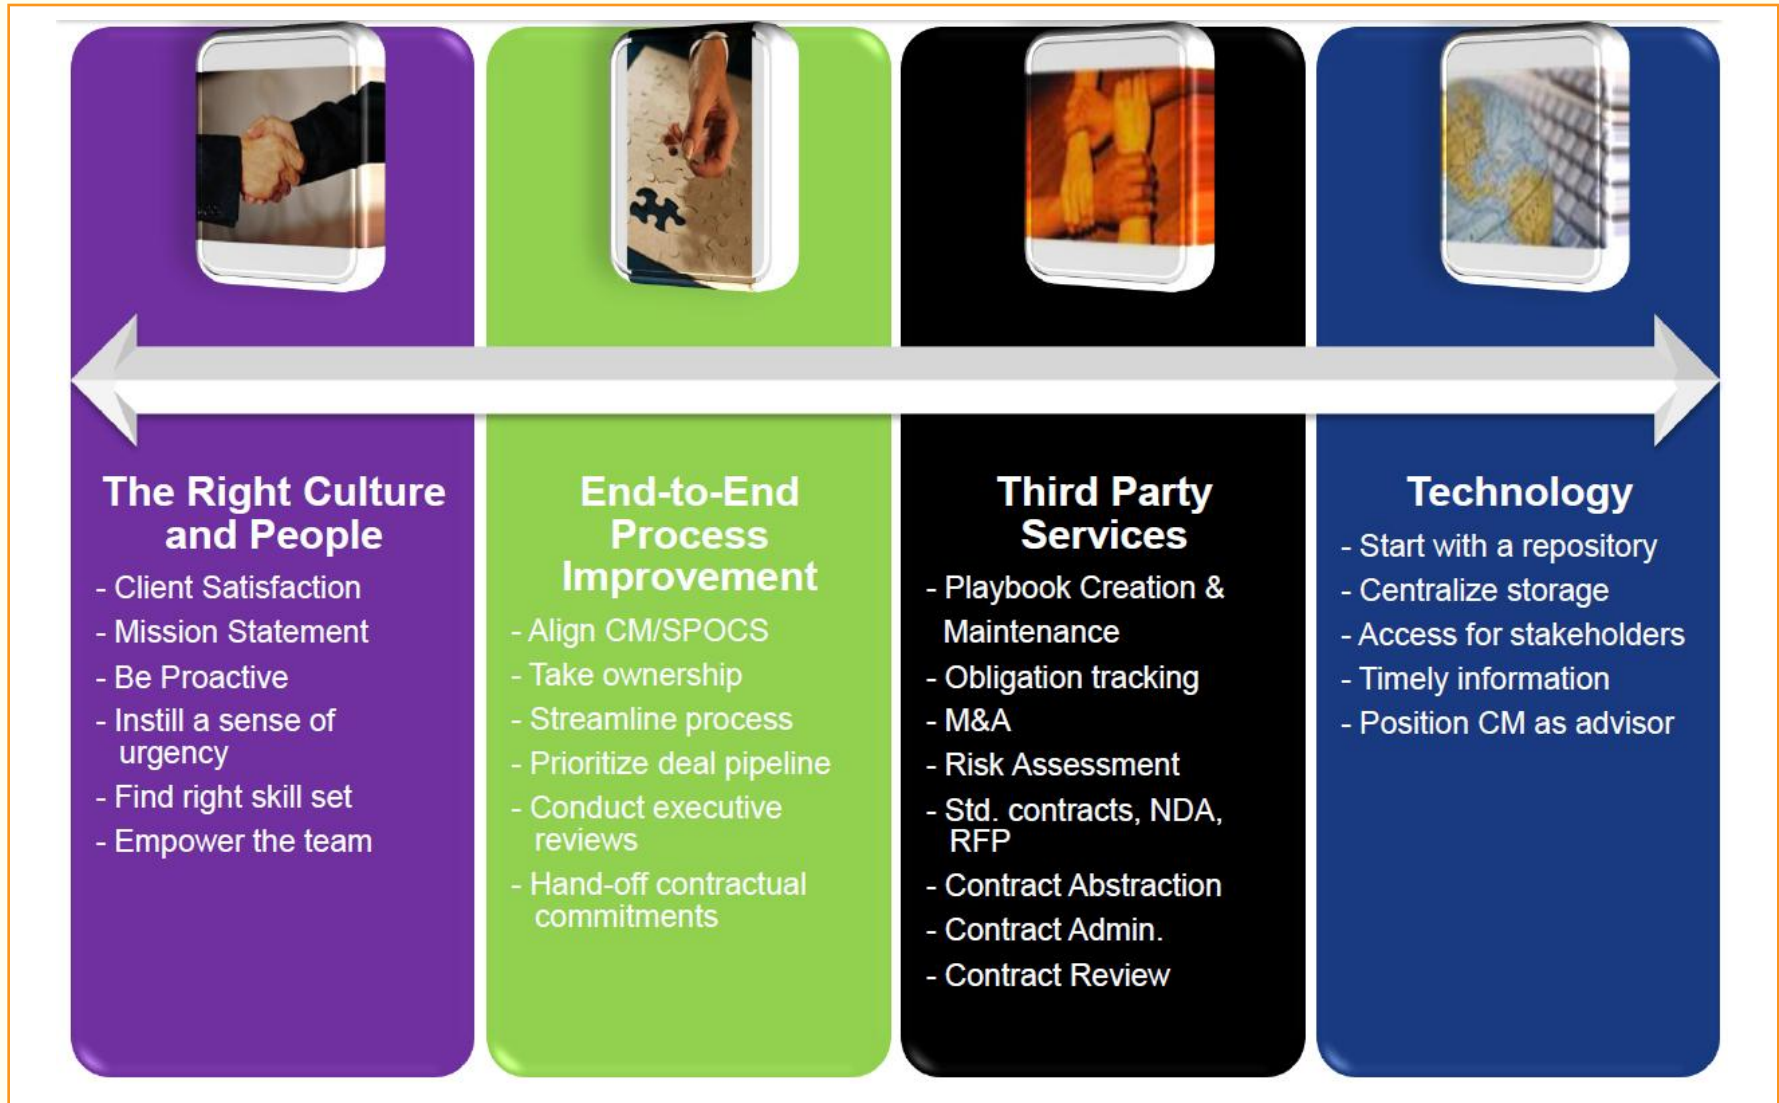 The Right Culture
and People
- Client Satisfaction
- Mission Statement
- Be Proactive
- Instill a sense of
urgency
- Find right skill set
- Empower the team
End-to-End
Process
Improvement
- Align CM/SPOCS
- Take ownership
- Streamline process
- Prioritize deal pipeline
- Conduct executive
reviews
- Hand-off contractual
commitments
Third Party
Services
- Playbook Creation &
Maintenance
- Obligation tracking
- M&A
- Risk Assessment
- Std. contracts, NDA,
RFP
- Contract Abstraction
- Contract Admin.
- Contract Review
Technology
- Start with a repository
- Centralize storage
- Access for stakeholders
- Timely information
- Position CM as advisor